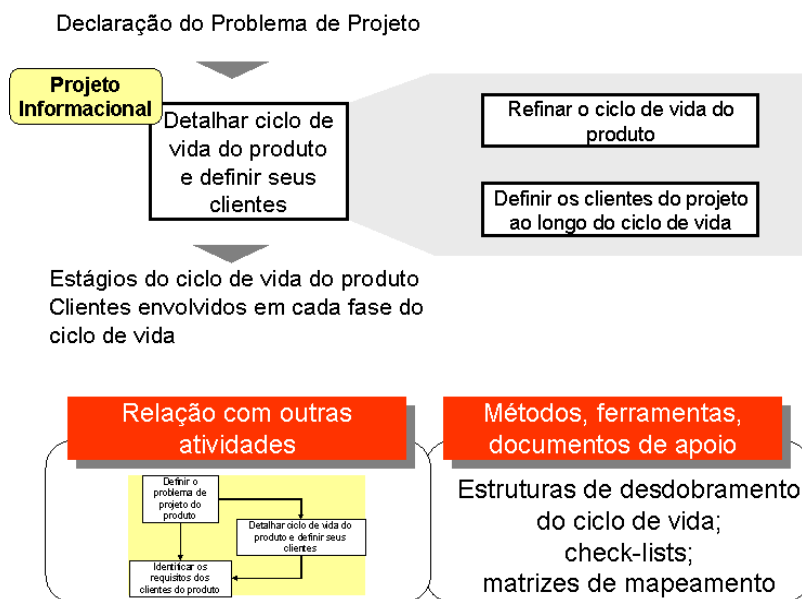 Declaração do Problema de Projeto
Projeto
Informacional
Detalhar ciclo de
vida do produto
e definir seus
clientes
Refinar o ciclo de vida do
produto
Definir os clientes do projeto
ao longo do ciclo de vida
Estágios do ciclo de vida do produto
Clientes envolvidos em cada fase do
ciclo de vida
Relação com outras
atividades
Definir o
problema de
projeto do
produto
Detalhar ciclo de vida do
produto e definir seus
clientes
Identificar os
requisitos dos
clientes do produto
Métodos, ferramentas,
documentos de apoio
Estruturas de desdobramento
do ciclo de vida;
check-lists;
matrizes de mapeamento